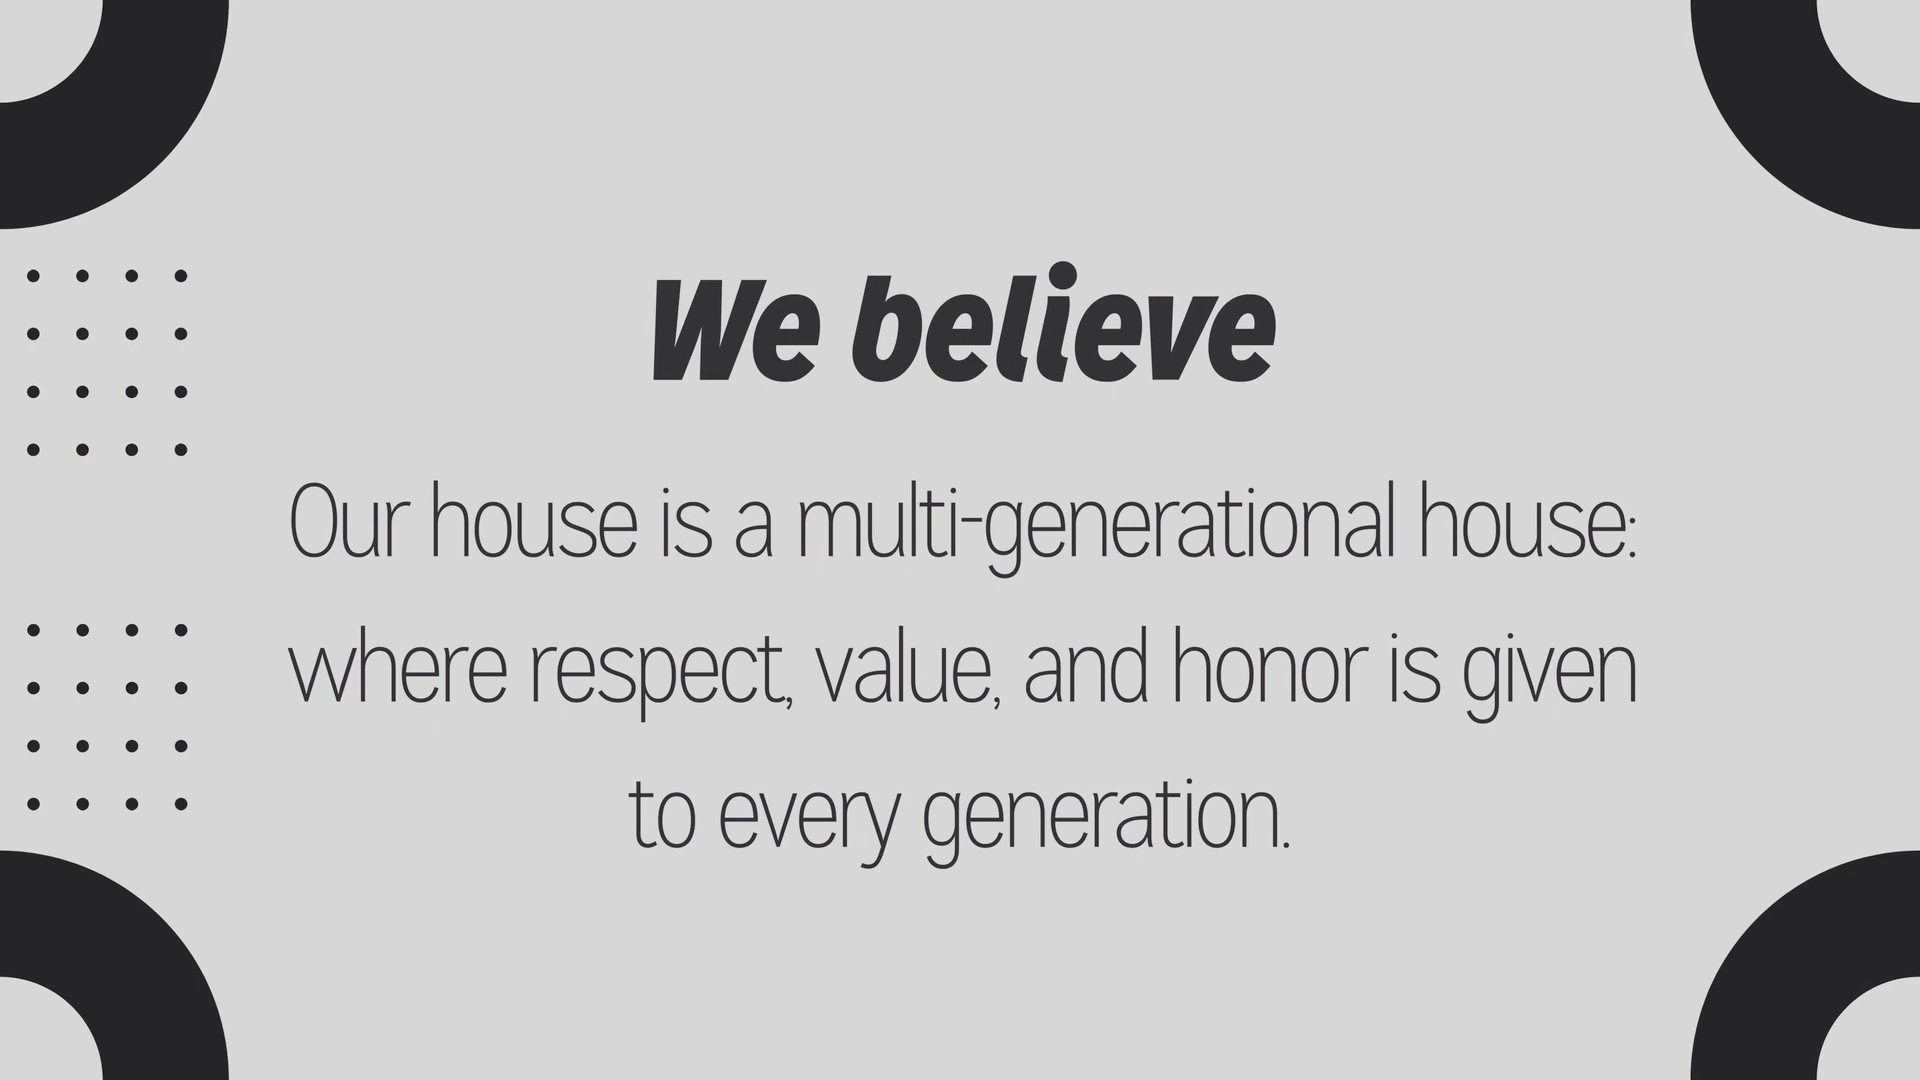 We believe
Our house is a multi-generational house:
where respect, value, and honor is given
to every generation.